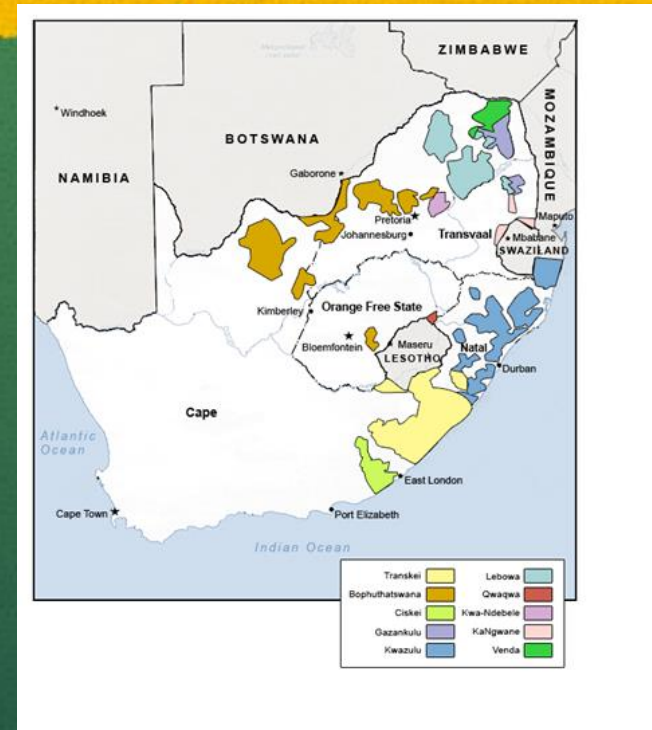 ZIMBABWE
MOZAMBIQUE
Windhoek
BOTSWANA
NAMIBIA
Gaborone
Pretoria
Maputo
Johannesburg
Transvaal
Mbabane
SWAZILAND
Kimberley
Orange Free State
Bloemfontein
Maseru
Natal
LESOTHO
Durban
Cape
Atlantic
Ocean
East London
Cape Town
Port Elizabeth
Indian Ocean
Transkei
Lebowa
Bophuthatswana
Qwaqwa
Ciskei
Kwa-Ndebele
Gazankulu
KaNgwane
Kwazulu
Venda